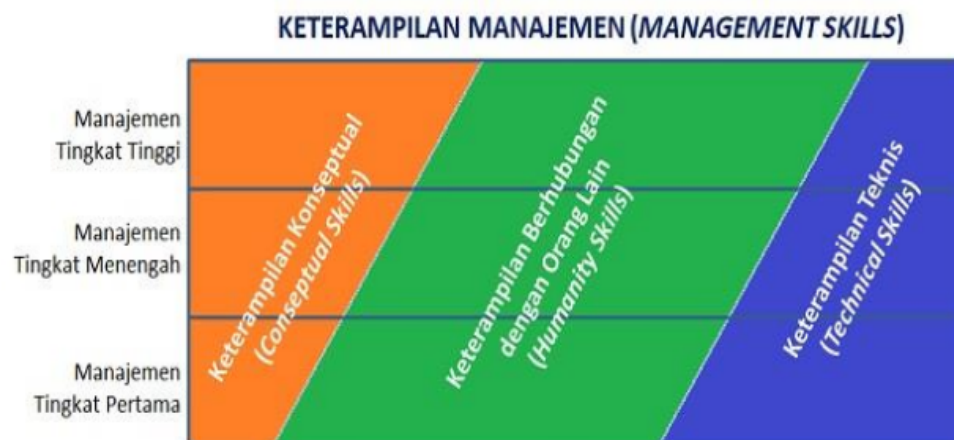 KETERAMPILAN MANAJEMEN (MANAGEMENT SKILLS)
Manajemen
Tingkat Tinggi
Manajemen
Tingkat Menengah
Manajemen
Tingkat Pertama
Keterampilan Konseptual
(Conseptual Skills)
Keterampilan Berhubungan
dengan Orang Lain
(Humanity Skills)
Keterampilan Teknis
(Technical Skills)